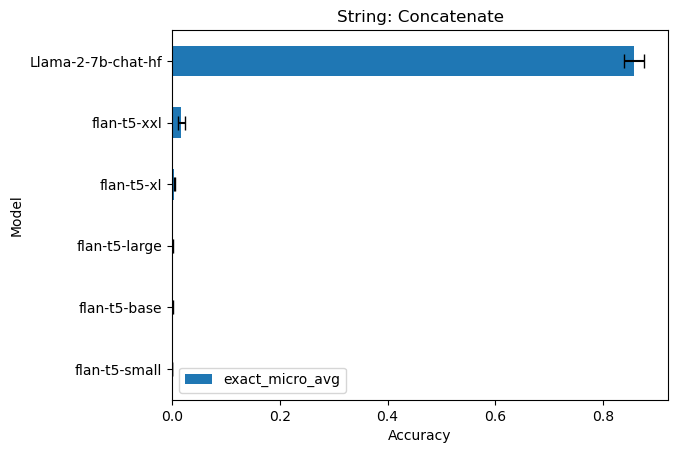 String: Concatenate
Model
Llama-2-7b-chat-hf
flan-t5-xxl
flan-t5-xl
flan-t5-large
flan-t5-base
flan-t5-small
exact_micro_avg
0.0 0.2 0.4 0.6 0.8
Accuracy